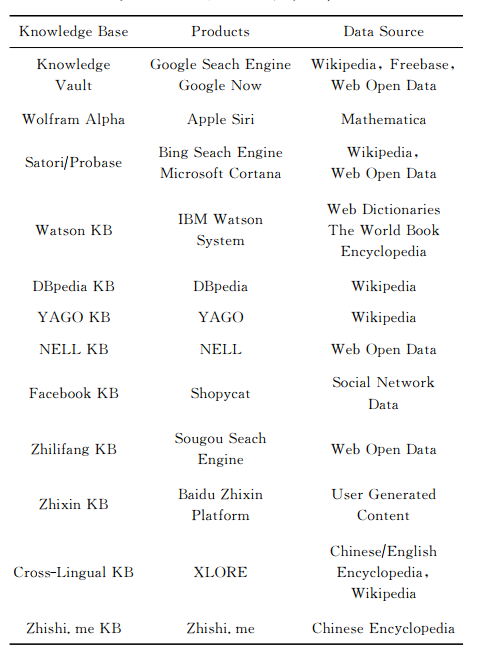 Knowledge Base Products Data Source
Knowledge Vault Google Seach Engine Google Now Wikipedia, Freebase, Web Open Data
Wolfram Alpha Apple Siri Mathematica
Satori/Probase Bing Seach Engine Microsoft Cortana Wikipedia, Web Open Data
Watson KB IBM Watson System Web Dictionaries The World Book Encyclopedia
DBpedia KB DBpedia Wikipedia
YAGO KB YAGO Wikipedia
NELL KB NELL Web Open Data
Facebook KB Shopycat Social Network Data
Zhilifang KB Sougou Seach Engine Web Open Data
Zhixin KB Baidu Zhixin Platform User Generated Content
Cross-Lingual KB XLORE Chinese/English Encyclopedia, Wikipedia
Zhishi. me KB Zhishi. me Chinese Encyclopedia